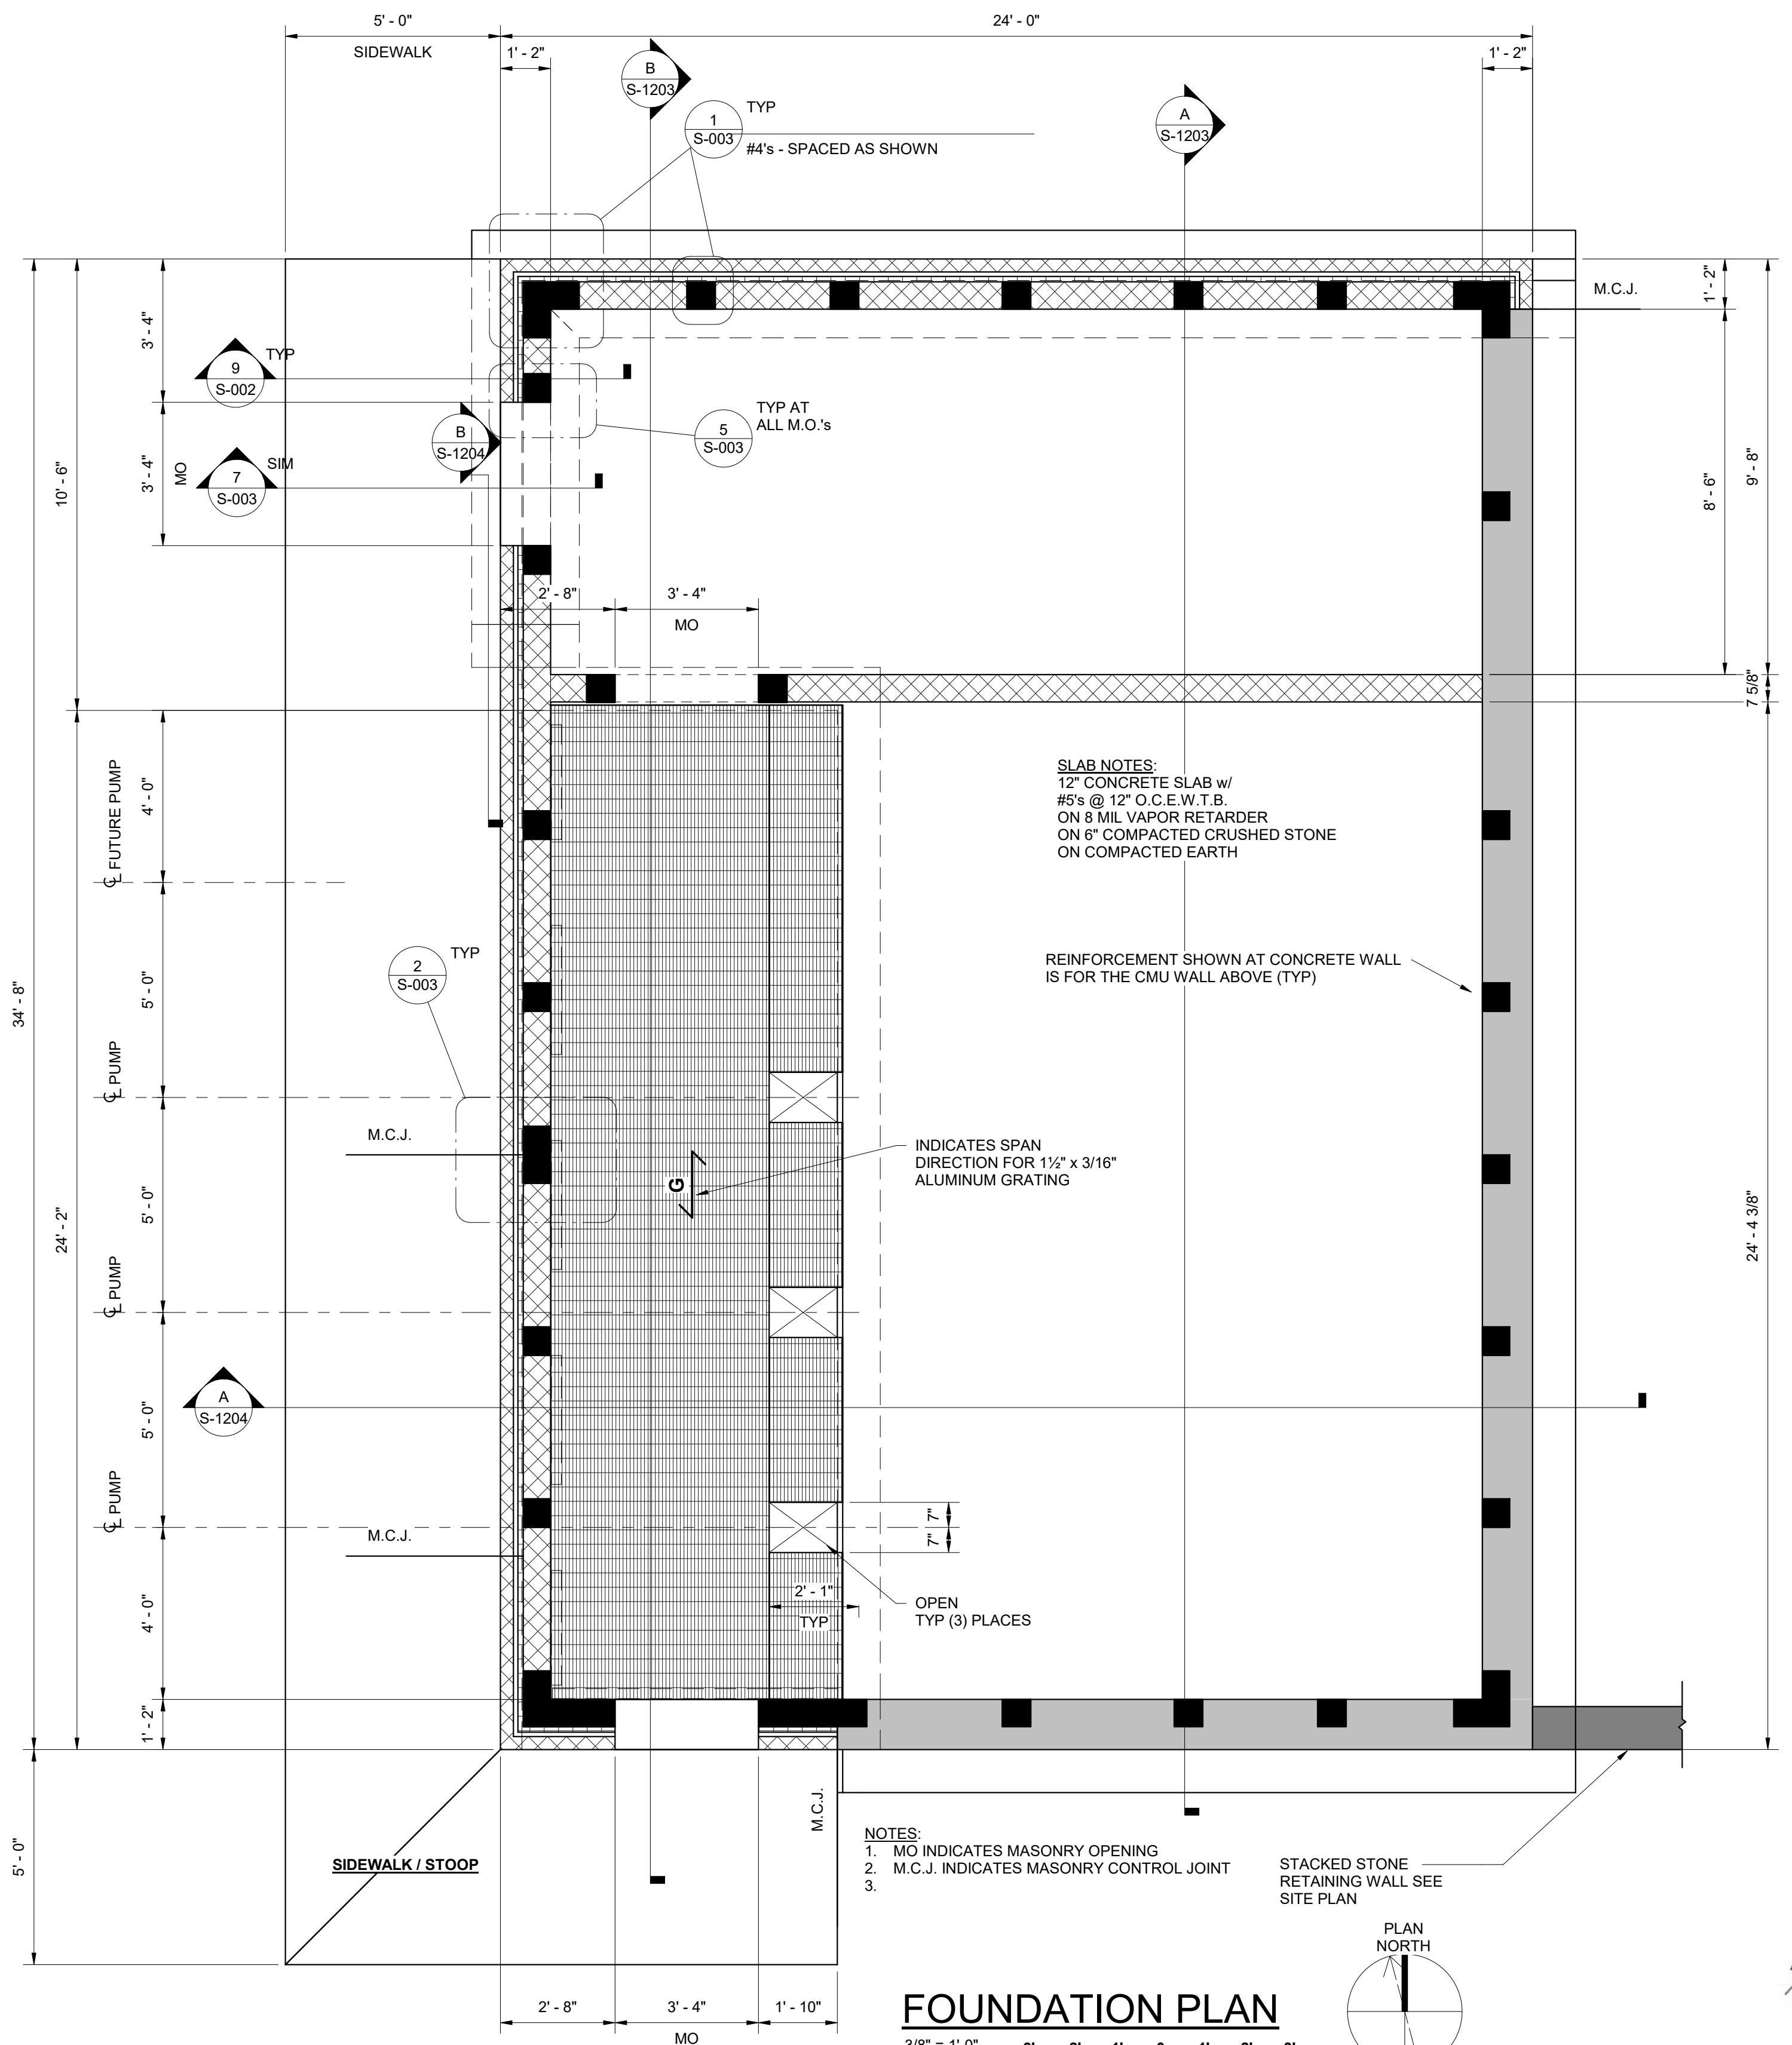 5' - 0"
24' - 0"
SIDEWALK
1' - 2"
1' - 2"
B
S-1203
A
S-1203
1
S-003
TYP
#4's - SPACED AS SHOWN
M.C.J.
1' - 2"
3' - 4"
9
S-002
TYP
B
S-1204
5
S-003
TYP AT
ALL M.O.'s
10' - 6"
3' - 4"
MO
7
S-003
SIM
8' - 6"
9' - 8"
2' - 8"
3' - 4"
MO
7 5/8"
SLAB NOTES:
12" CONCRETE SLAB w/
#5's @ 12" O.C.E.W.T.B.
ON 8 MIL VAPOR RETARDER
ON 6" COMPACTED CRUSHED STONE
ON COMPACTED EARTH
℄ FUTURE PUMP
4' - 0"
2
S-003
TYP
REINFORCEMENT SHOWN AT CONCRETE WALL
IS FOR THE CMU WALL ABOVE (TYP)
34' - 8"
5' - 0"
℄ PUMP
M.C.J.
INDICATES SPAN
DIRECTION FOR 1½" x 3/16"
ALUMINUM GRATING
G
24' - 2"
5' - 0"
24' - 4 3/8"
℄ PUMP
A
S-1204
5' - 0"
℄ PUMP
M.C.J.
7"
7"
4' - 0"
2' - 1"
TYP
OPEN
TYP (3) PLACES
1' - 2"
5' - 0"
SIDEWALK / STOOP
M.C.J.
NOTES:
1. MO INDICATES MASONRY OPENING
2. M.C.J. INDICATES MASONRY CONTROL JOINT
3.
STACKED STONE
RETAINING WALL SEE
SITE PLAN
PLAN
NORTH
2' - 8"
3' - 4"
1' - 10"
MO
FOUNDATION PLAN
3/8" = 1'-0"